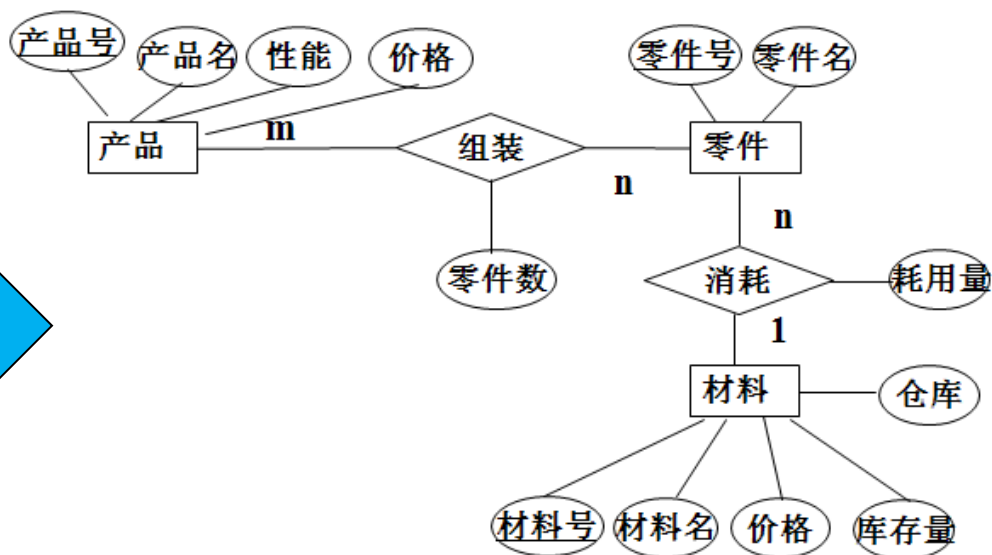 产品号 产品名 性能 价格
零件号 零件名
产品 m 组装 n 零件
零件数
n
消耗 耗用量
1
材料 仓库
材料号 材料名 价格 库存量